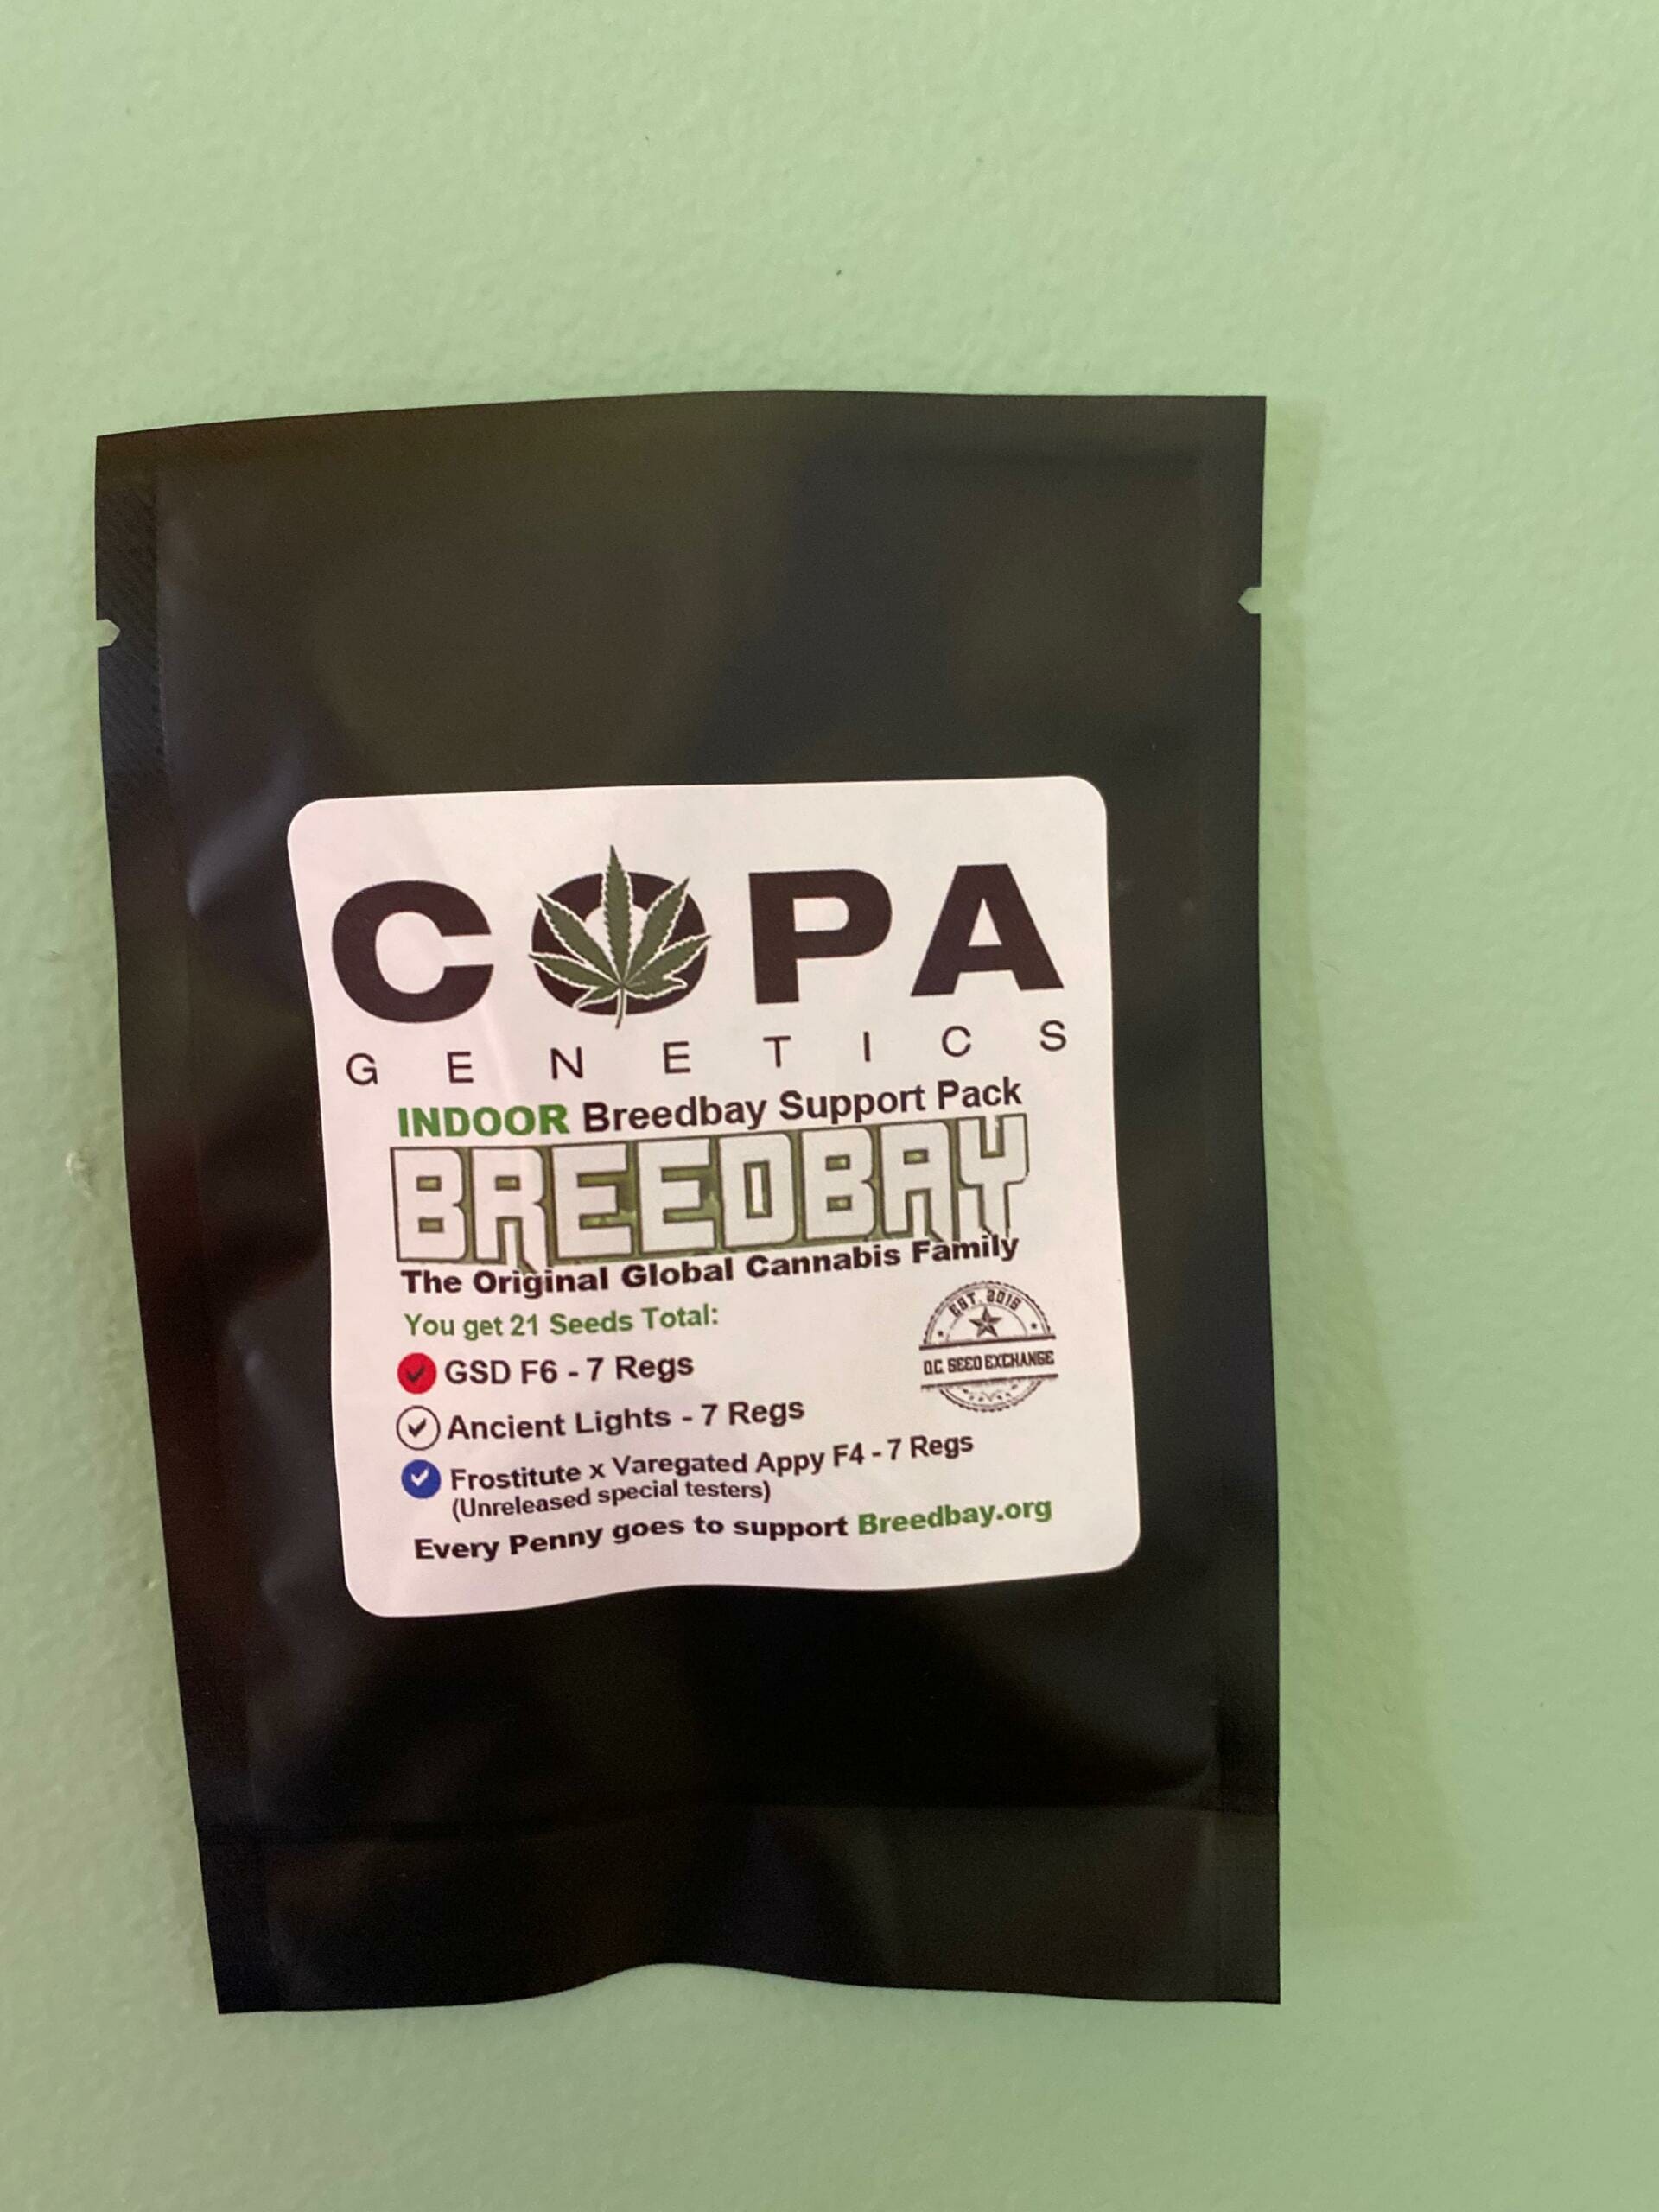 COPA
GENETICS
INDOOR Breedbay Support Pack
BREEDBAY
The Original Global Cannabis Family
You get 21 Seeds Total:
EST. 2015
D.C. SEED EXCHANGE
GSD F6 - 7 Regs
Ancient Lights - 7 Regs
Frostitute x Varegated Appy F4 - 7 Regs
(Unreleased special testers)
Every Penny goes to support Breedbay.org